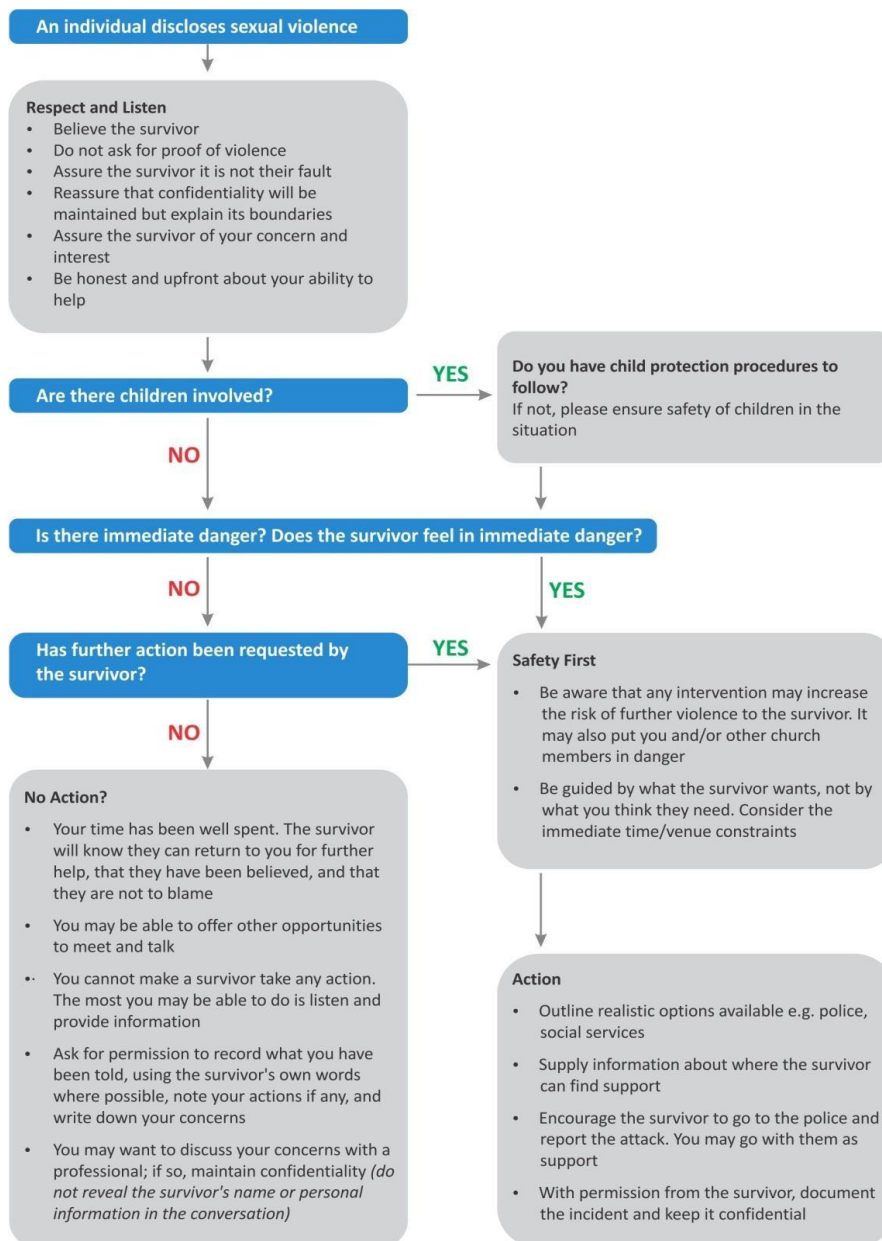 An individual discloses sexual violence
Respect and Listen
• Believe the survivor
• Do not ask for proof of violence
• Assure the survivor it is not their fault
• Reassure that confidentiality will be
maintained but explain its boundaries
• Assure the survivor of your concern and
interest
• Be honest and upfront about your ability to
help
Are there children involved?
YES
Do you have child protection procedures to
follow?
If not, please ensure safety of children in the
situation
NO
Is there immediate danger? Does the survivor feel in immediate danger?
NO
YES
Has further action been requested by
the survivor?
YES
Safety First
• Be aware that any intervention may increase
the risk of further violence to the survivor. It
may also put you and/or other church
members in danger
• Be guided by what the survivor wants, not by
what you think they need. Consider the
immediate time/venue constraints
NO
No Action?
• Your time has been well spent. The survivor
will know they can return to you for further
help, that they have been believed, and that
they are not to blame
• You may be able to offer other opportunities
to meet and talk
•· You cannot make a survivor take any action.
The most you may be able to do is listen and
provide information
• Ask for permission to record what you have
been told, using the survivor's own words
where possible, note your actions if any, and
write down your concerns
• You may want to discuss your concerns with a
professional; if so, maintain confidentiality (do
not reveal the survivor's name or personal
information in the conversation)
Action
• Outline realistic options available e.g. police,
social services
• Supply information about where the survivor
can find support
• Encourage the survivor to go to the police and
report the attack. You may go with them as
support
• With permission from the survivor, document
the incident and keep it confidential